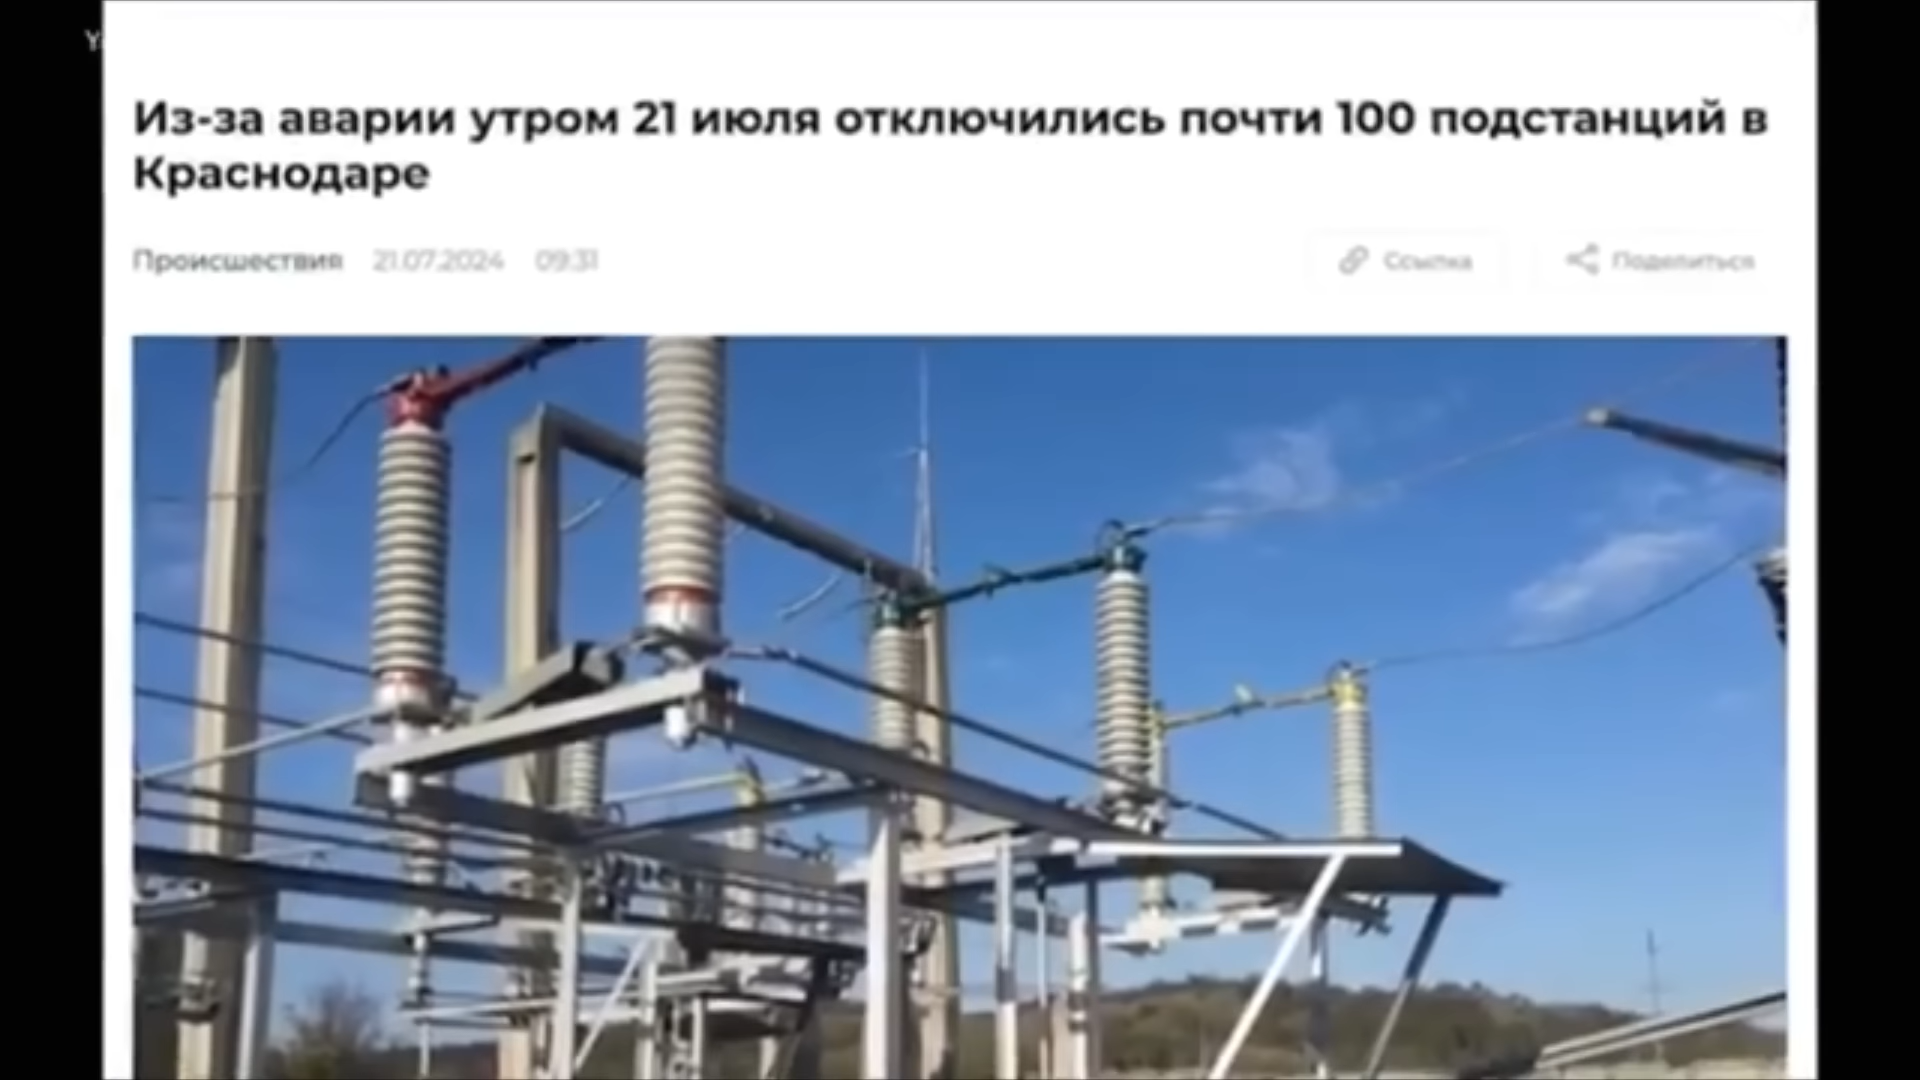 Из-за аварии утром 21 июля отключились почти 100 подстанций в
Краснодаре
Происшествия 21.07.2024 09:31 Ссылка Поделиться